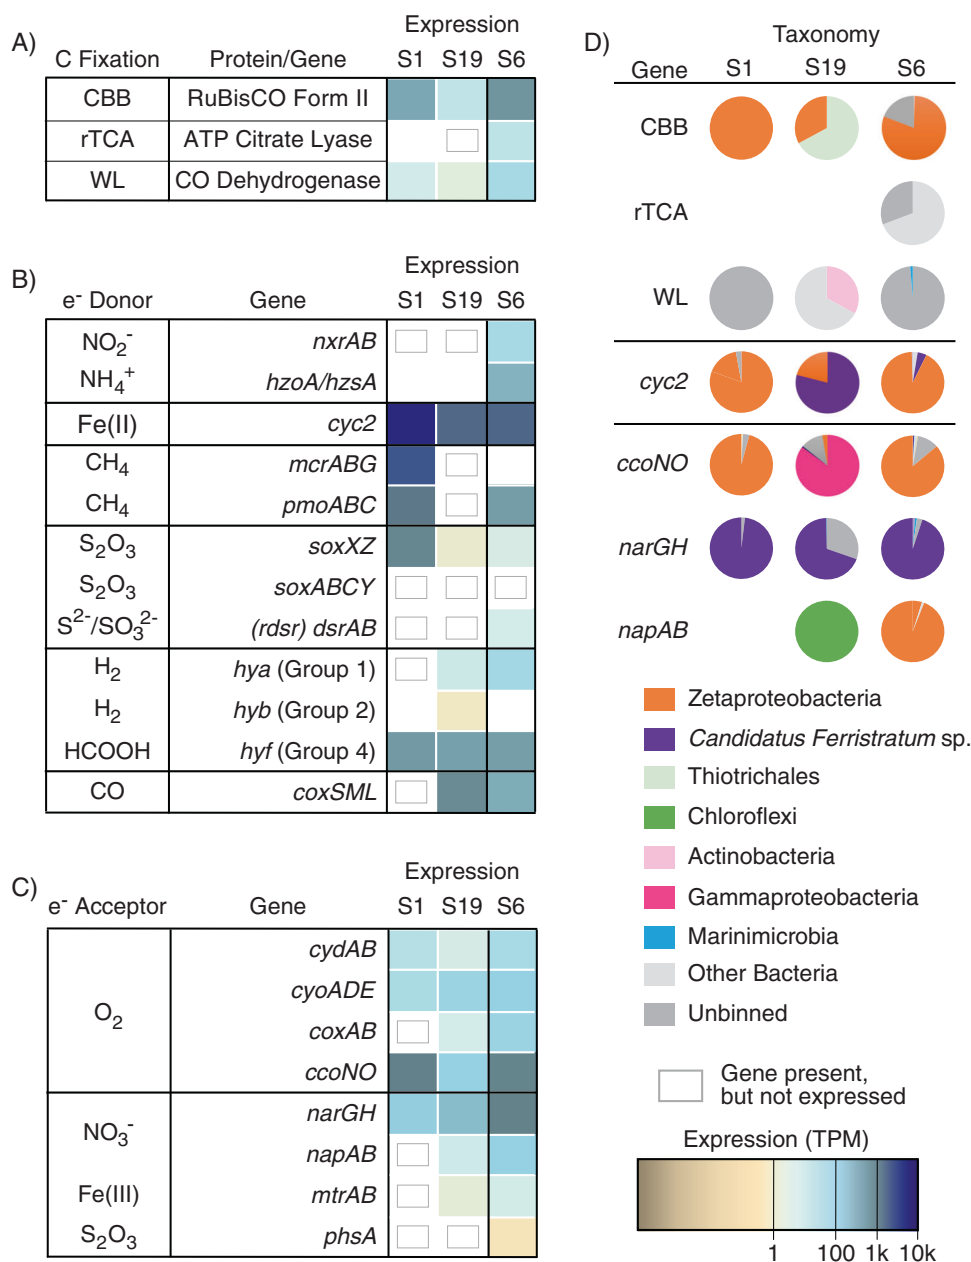 A)
Expression
C Fixation Protein/Gene S1 S19 S6
CBB RuBisCO Form II
rTCA ATP Citrate Lyase
WL CO Dehydrogenase
B)
Expression
e⁻ Donor Gene S1 S19 S6
NO₂⁻ nxrAB
NH₄⁺ hzoA/hzsA
Fe(II) cyc2
CH₄ mcrABG
CH₄ pmoABC
S₂O₃ soxXZ
S₂O₃ soxABCY
S²⁻/SO₃²⁻ (rdsr) dsrAB
H₂ hya (Group 1)
H₂ hyb (Group 2)
HCOOH hyf (Group 4)
CO coxSML
C)
Expression
e⁻ Acceptor Gene S1 S19 S6
O₂
cydAB
cyoADE
coxAB
ccoNO
NO₃⁻
narGH
napAB
Fe(III) mtrAB
S₂O₃ phsA
D)
Taxonomy
Gene S1 S19 S6
CBB
rTCA
WL
cyc2
ccoNO
narGH
napAB
Zetaproteobacteria
Candidatus Ferristratum sp.
Thiotrichales
Chloroflexi
Actinobacteria
Gammaproteobacteria
Marinimicrobia
Other Bacteria
Unbinned
Gene present,
but not expressed
Expression (TPM)
1 100 1k 10k